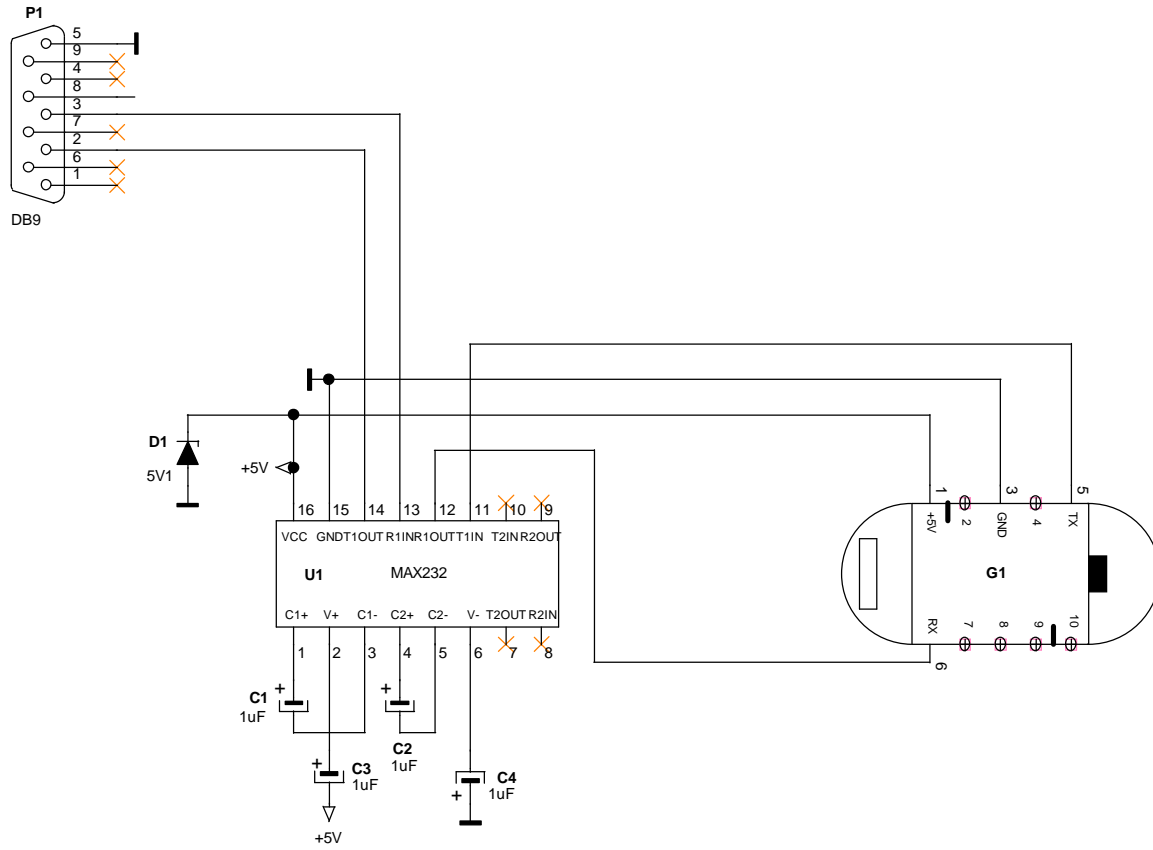 P1
5
9
4
8
3
7
2
6
1
DB9
D1
5V1
+5V
16 15 14 13 12 11 10 9
VCC GND T1OUT R1IN R1OUT T1IN T2IN R2OUT
U1 MAX232
C1+ V+ C1- C2+ C2- V- T2OUT R2IN
1 2 3 4 5 6 7 8
+
C1
1uF
+
C2
1uF
+
C3
1uF
+5V
C4
1uF
+
1 3 5
+5V 2 GND 4 TX
G1
RX 7 8 9 10
6